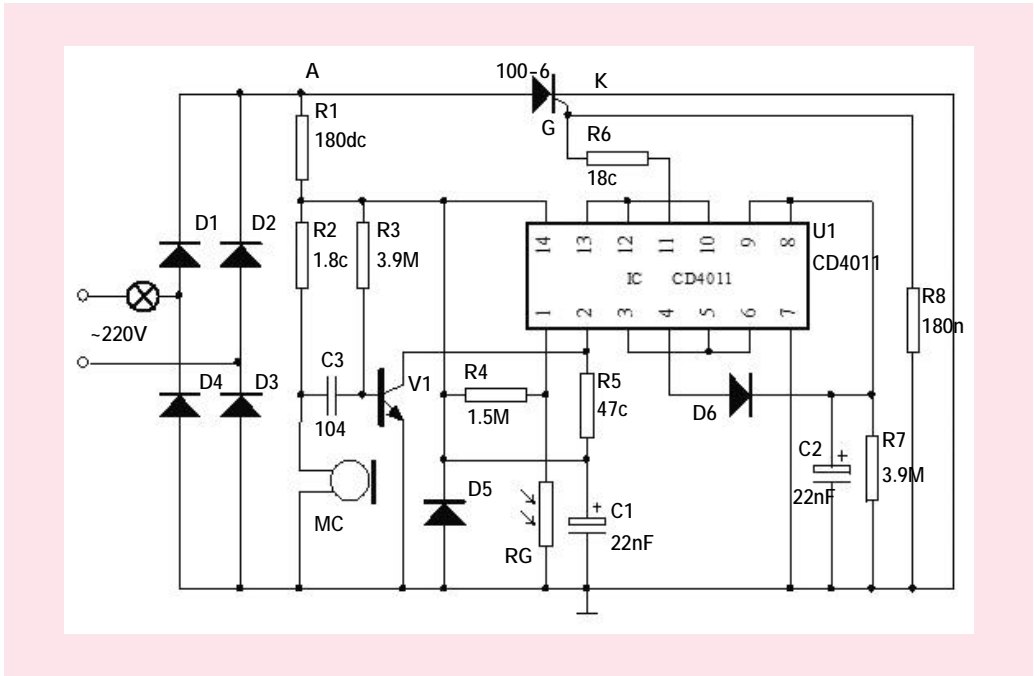 A
100-6
K
R1
180dc
G
R6
18c
D1
D2
R2
1.8c
R3
3.9M
14
13
12
11
10
9
8
U1
CD4011
IC CD4011
~220V
1
2
3
4
5
6
7
R8
180n
D4
D3
C3
104
V1
R4
1.5M
R5
47c
D6
C2
+
22nF
R7
3.9M
MC
D5
RG
+
C1
22nF